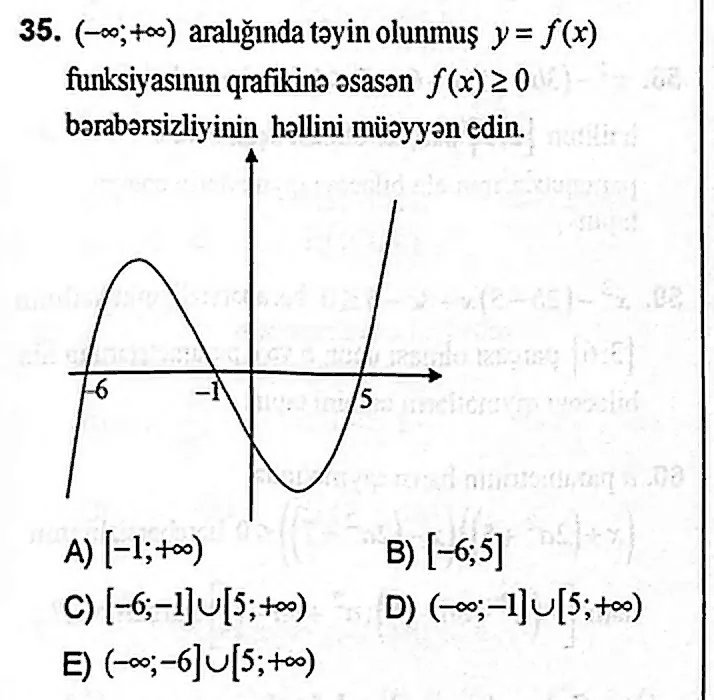 35. (−∞;+∞) aralığında təyin olunmuş y = f(x)
funksiyasının qrafikinə əsasən f(x) ≥ 0
bərabərsizliyinin həllini müəyyən edin.
−6 −1 5
A) [−1;+∞) B) [−6;5]
C) [−6;−1]∪[5;+∞) D) (−∞;−1]∪[5;+∞)
E) (−∞;−6]∪[5;+∞)